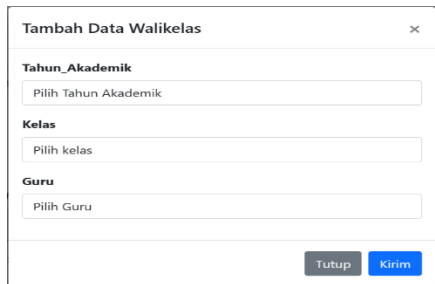 Tambah Data Walikelas ×
Tahun_Akademik
Pilih Tahun Akademik
Kelas
Pilih kelas
Guru
Pilih Guru
Tutup Kirim